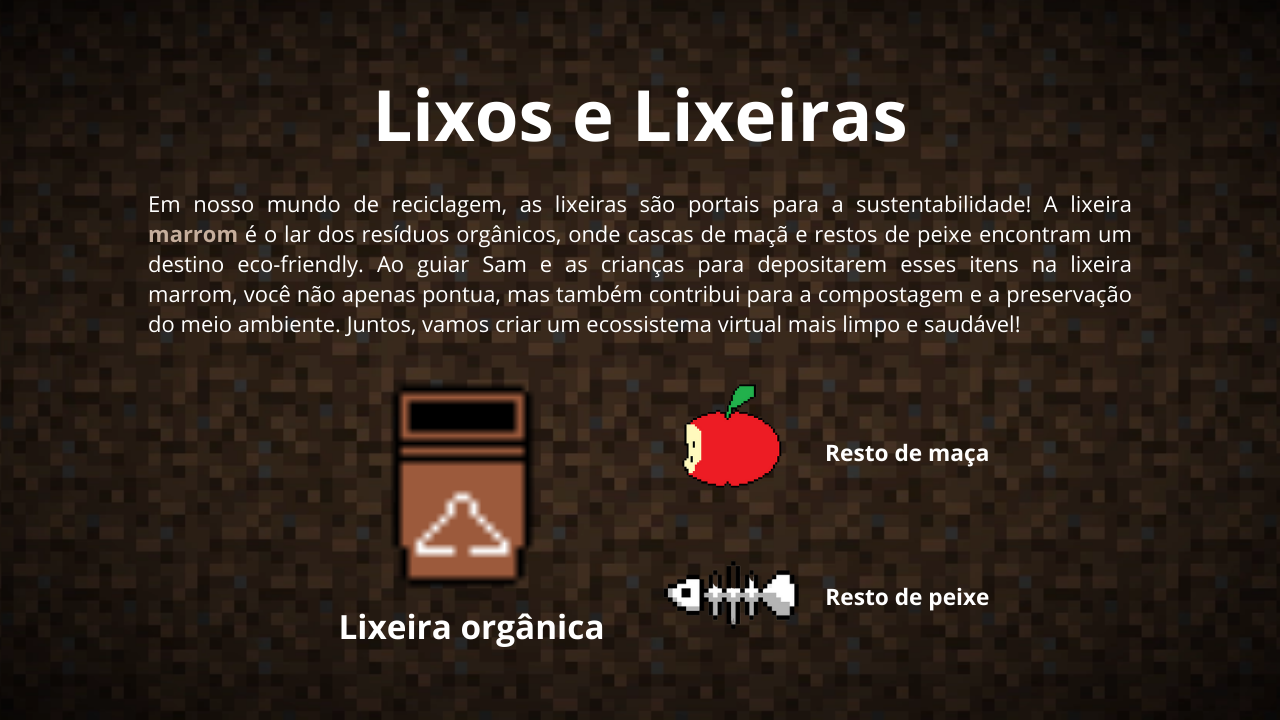 Lixos e Lixeiras
Em nosso mundo de reciclagem, as lixeiras são portais para a sustentabilidade! A lixeira
marrom é o lar dos resíduos orgânicos, onde cascas de maçã e restos de peixe encontram um
destino eco-friendly. Ao guiar Sam e as crianças para depositarem esses itens na lixeira
marrom, você não apenas pontua, mas também contribui para a compostagem e a preservação
do meio ambiente. Juntos, vamos criar um ecossistema virtual mais limpo e saudável!
Resto de maça
Resto de peixe
Lixeira orgânica